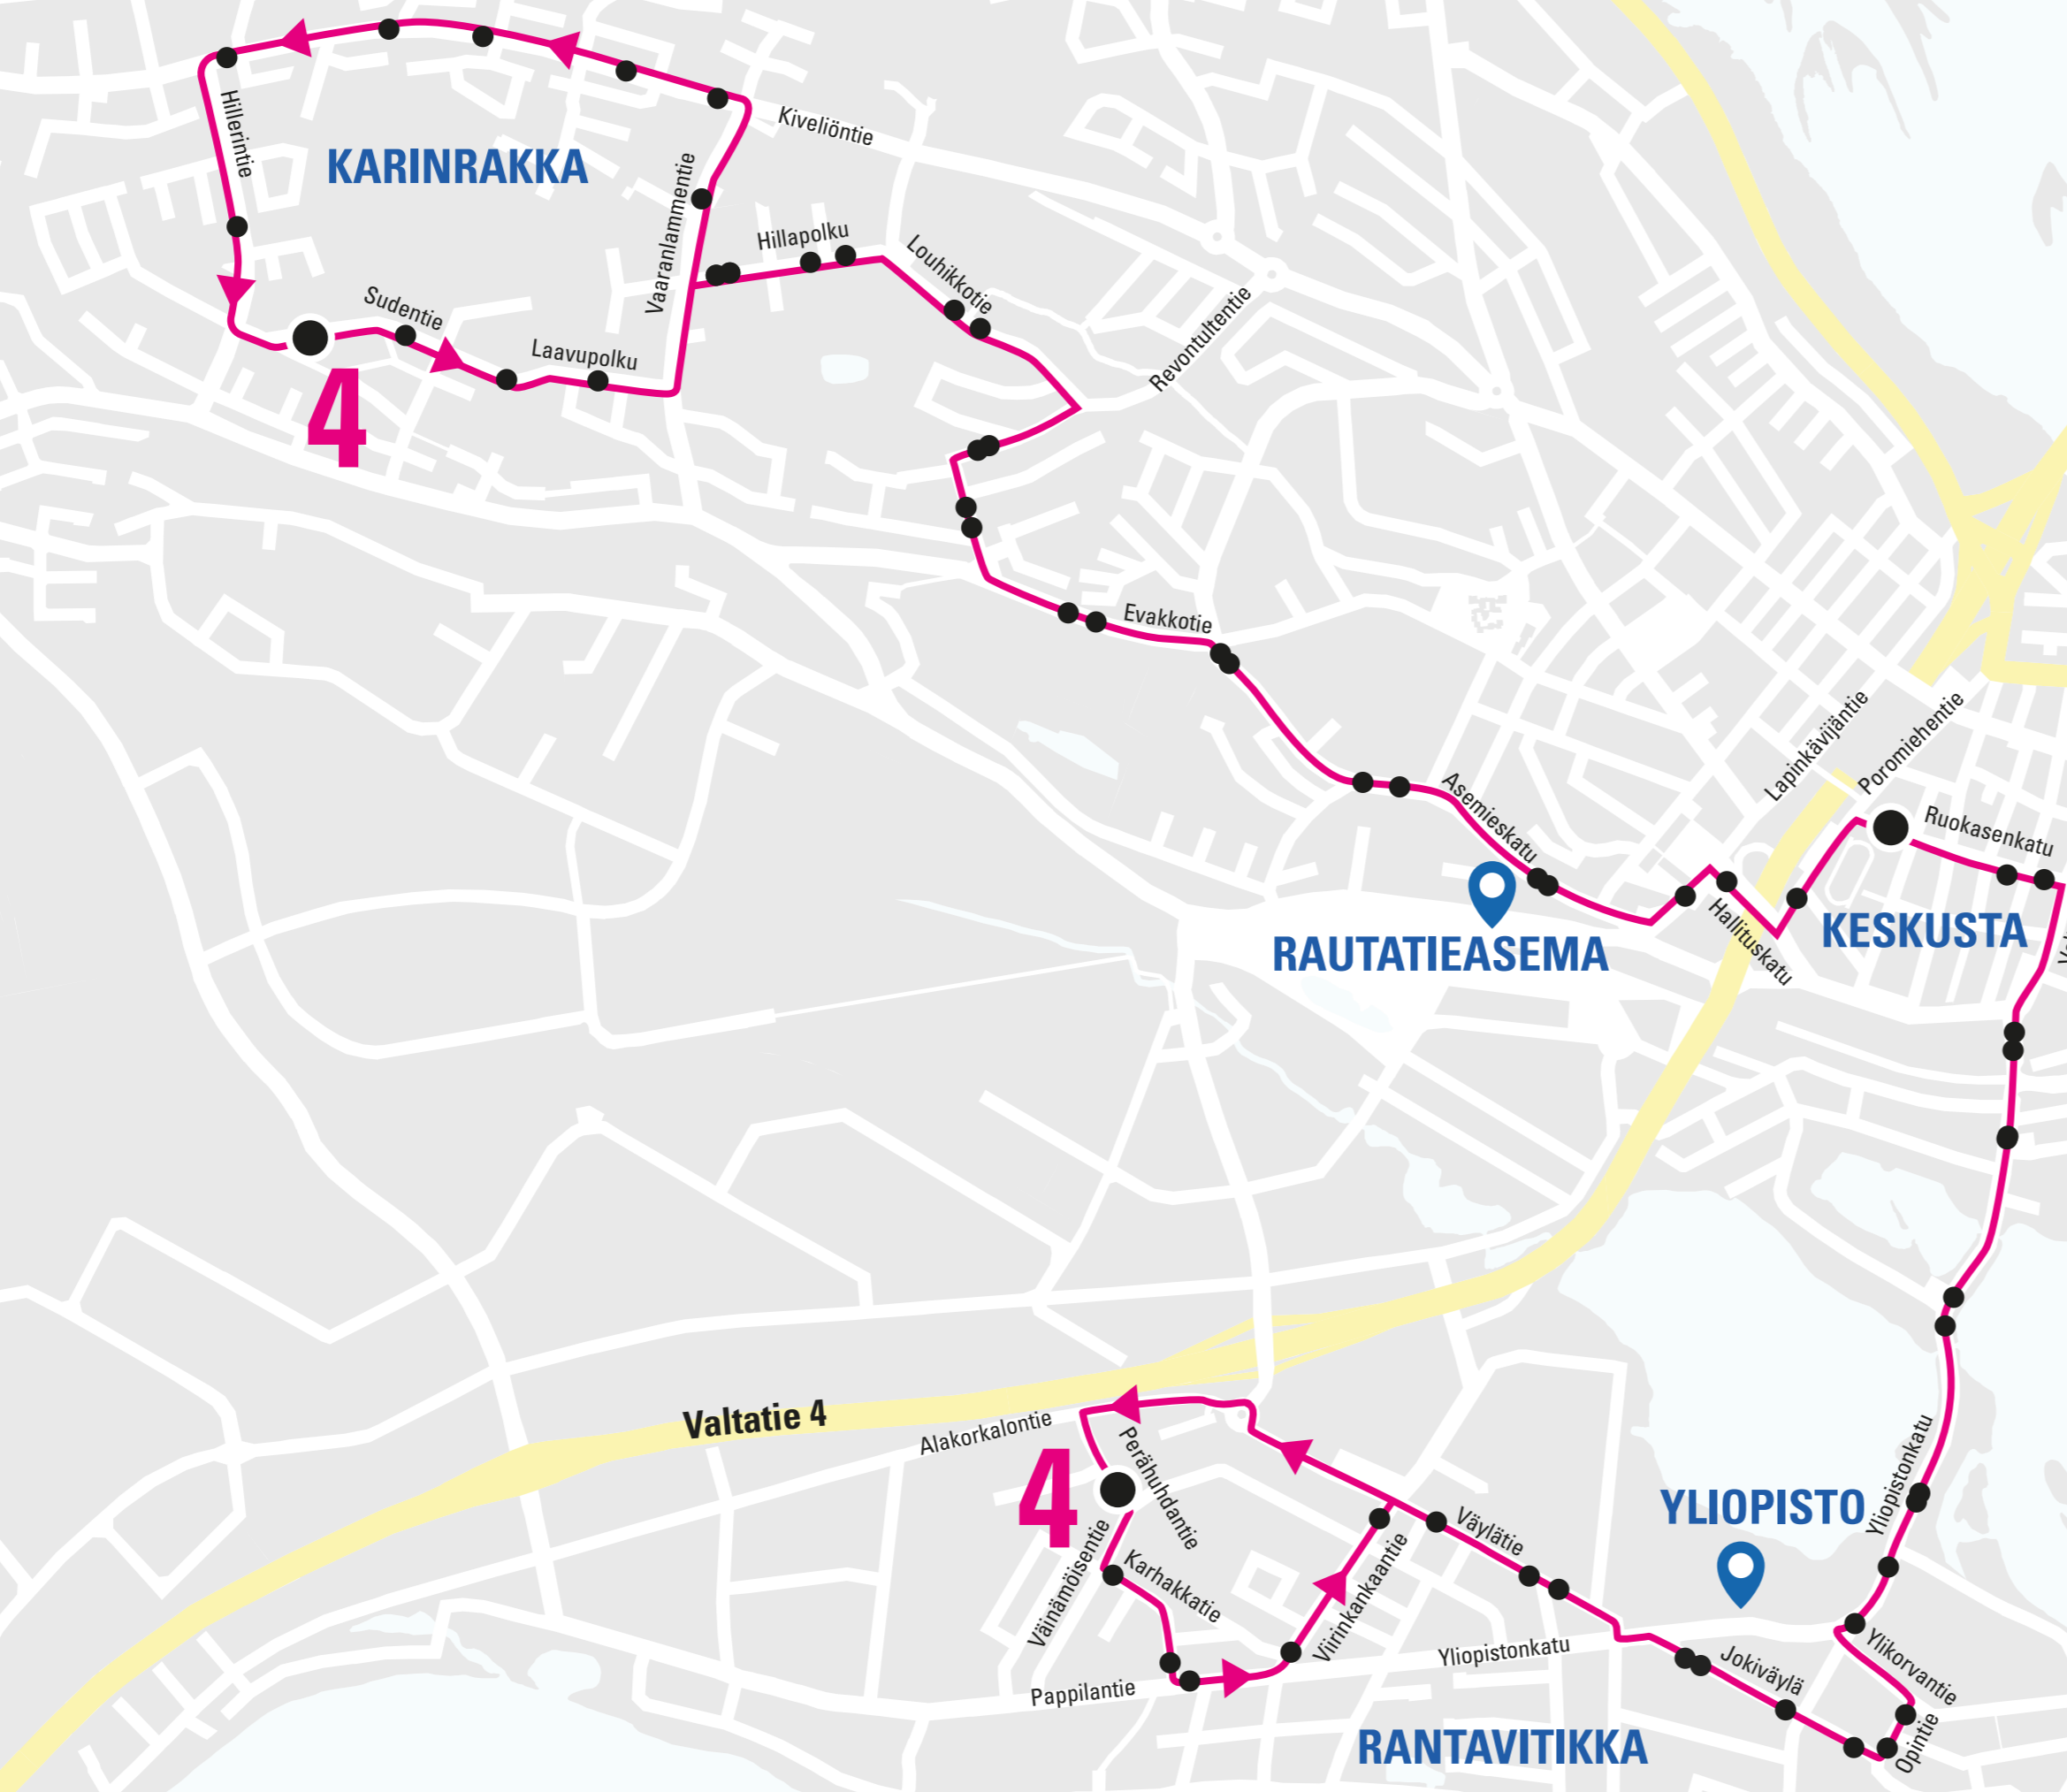 Kiveliöntie
Hillerintie
KARINRAKKA
Vaaranlammentie
Hillapolku
Louhikkotie
Revontultentie
Sudentie
Laavupolku
4
Evakkotie
Lapinkävijäntie
Poromiehentie
Asemieskatu
Ruokasenkatu
Hallituskatu
KESKUSTA
RAUTATIEASEMA
Valtatie 4
Alakorkalontie
Perähuhdantie
4
Väinämöisentie
Karhakkatie
Viirinkankaantie
Väylätie
YLIOPISTO
Yliopistonkatu
Yliopistonkatu
Ylikorvantie
Jokiväylä
Pappilantie
Opintie
RANTAVITIKKA